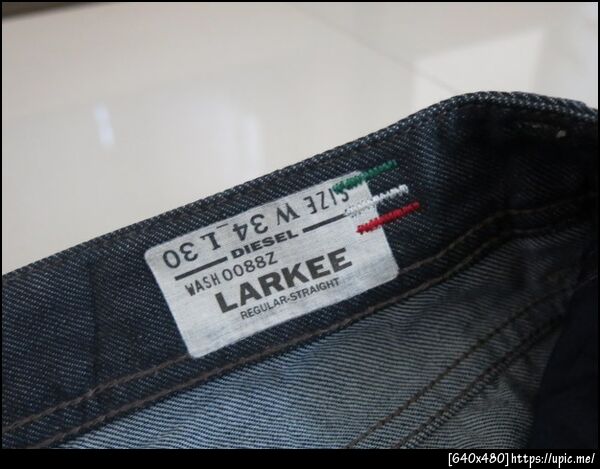 SIZE W 34 L 30
DIESEL
WASH 0088Z
LARKEE
REGULAR-STRAIGHT
[640x480]https://upic.me/